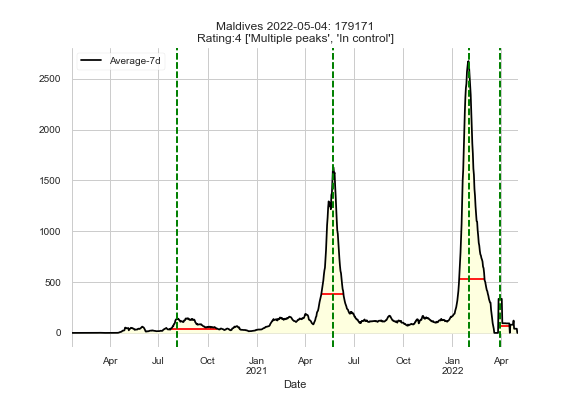 Maldives 2022-05-04: 179171
Rating:4 ['Multiple peaks', 'In control']
Average-7d
2500
2000
1500
1000
500
0
Apr Jul Oct Jan Apr Jul Oct Jan Apr
2021 2022
Date